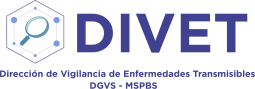 DIVET
Dirección de Vigilancia de Enfermedades Transmisibles
DGVS - MSPBS